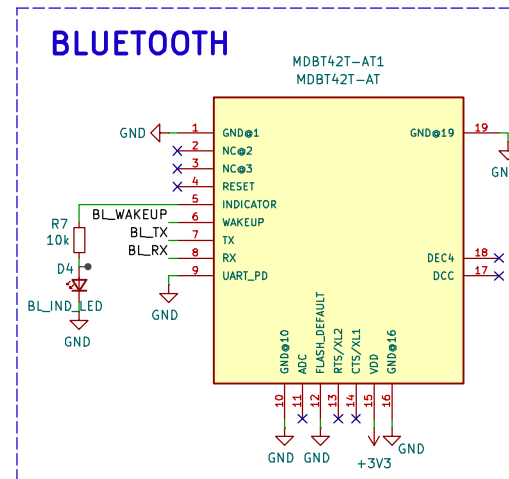 BLUETOOTH
MDBT42T-AT1
MDBT42T-AT
GND 1 GND@1
GND@19 19
GN
2 NC@2
3 NC@3
4 RESET
5 INDICATOR
BL_WAKEUP 6 WAKEUP
R7
10k
BL_TX 7 TX
BL_RX 8 RX
DEC4 18
9 UART_PD
DCC 17
D4
BL_IND_LED
GND
GND
GND@10
ADC
FLASH_DEFAULT
RTS/XL2
CTS/XL1
VDD
GND@16
10 11 12 13 14 15 16
GND GND +3V3 GND